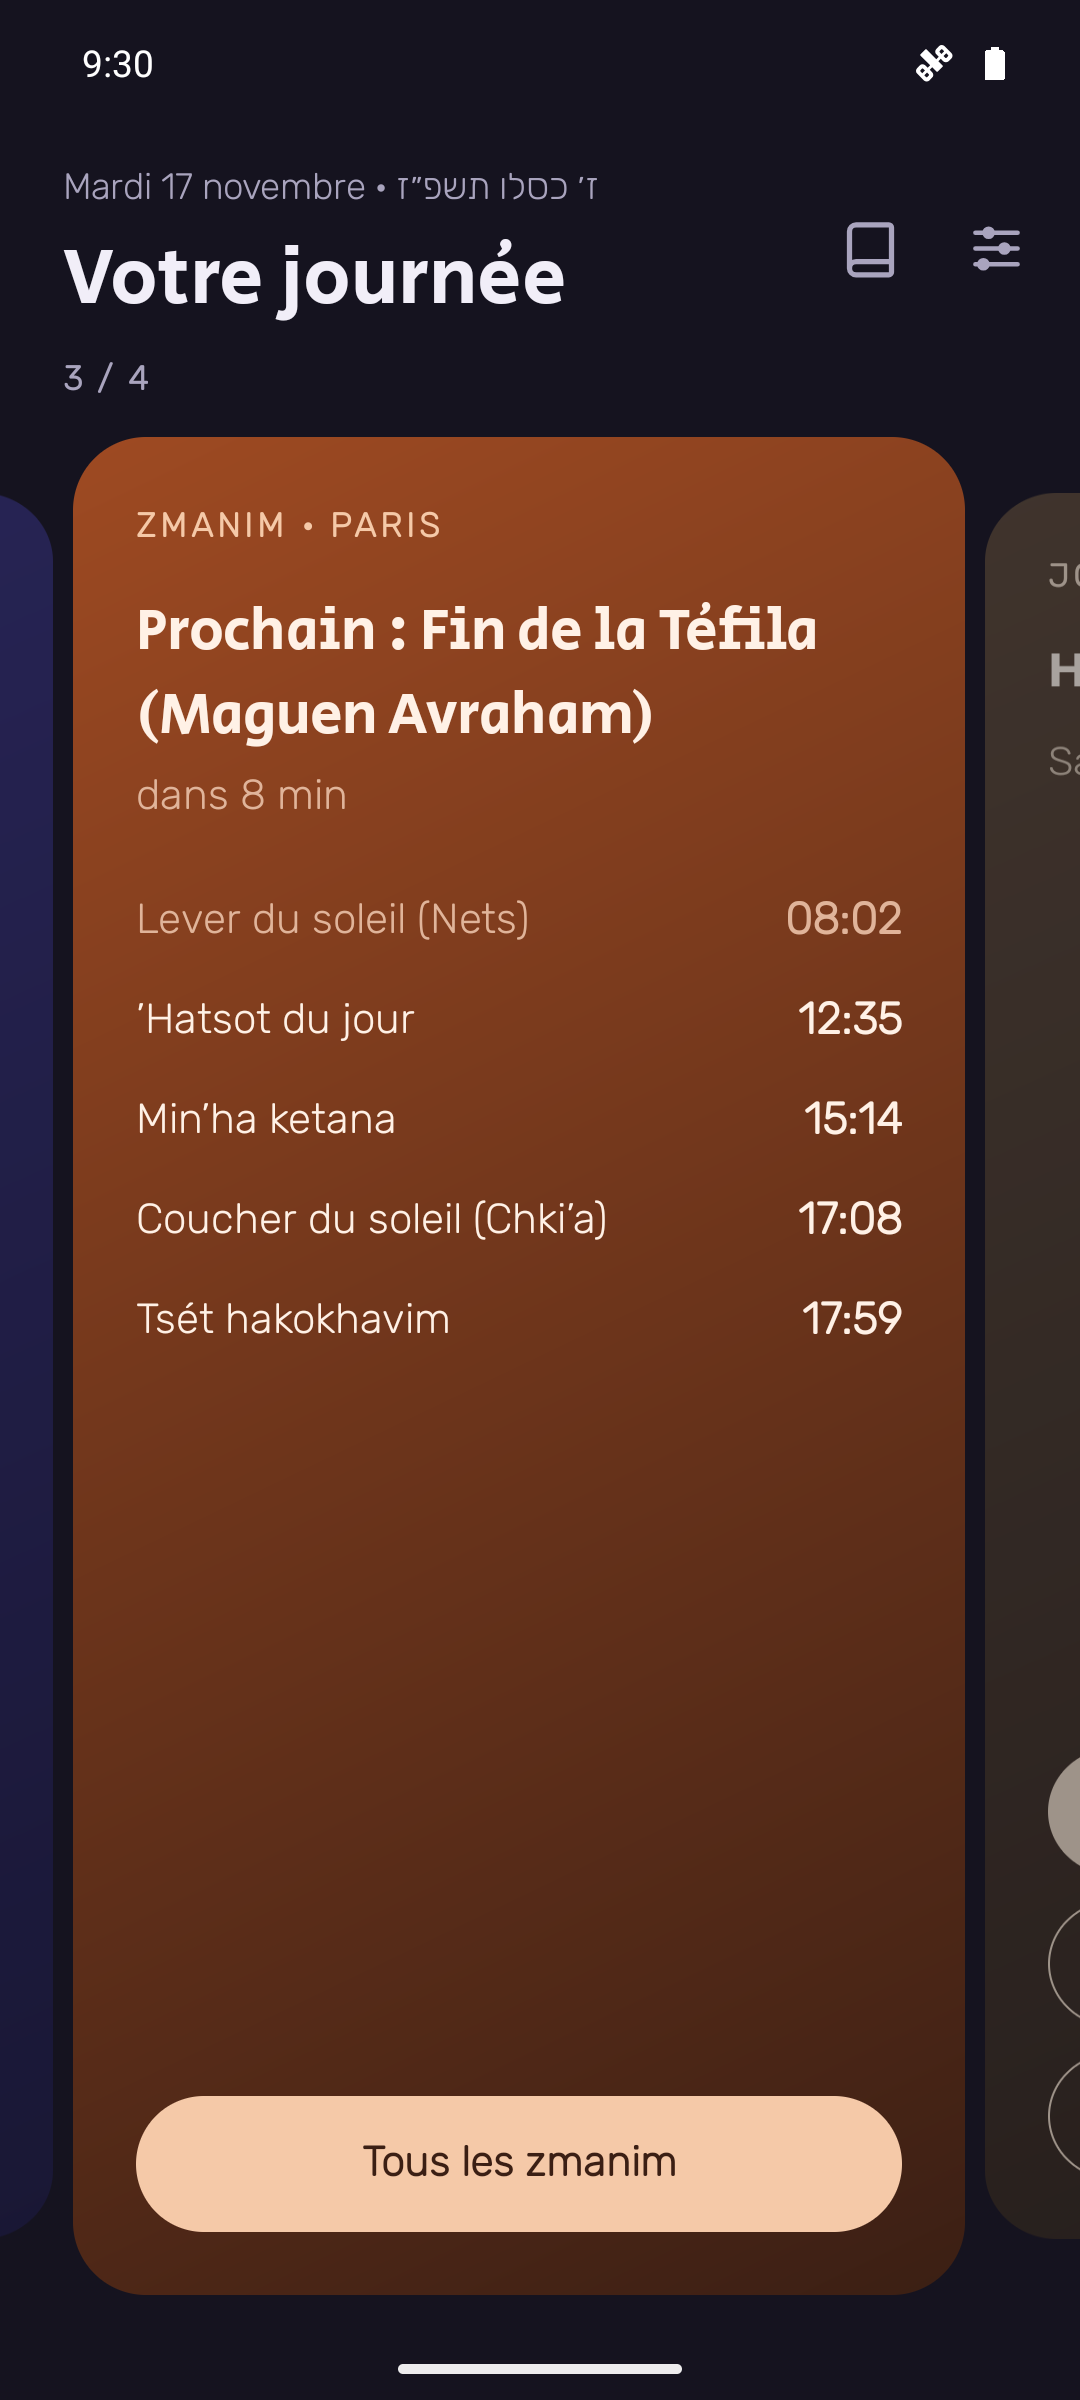 9:30
Mardi 17 novembre • ז׳ כסלו תשפ״ז
Votre journée
3 / 4
ZMANIM • PARIS
Prochain : Fin de la Téfila
(Maguen Avraham)
dans 8 min
Lever du soleil (Nets) 08:02
’Hatsot du jour 12:35
Min’ha ketana 15:14
Coucher du soleil (Chki’a) 17:08
Tsét hakokhavim 17:59
Tous les zmanim